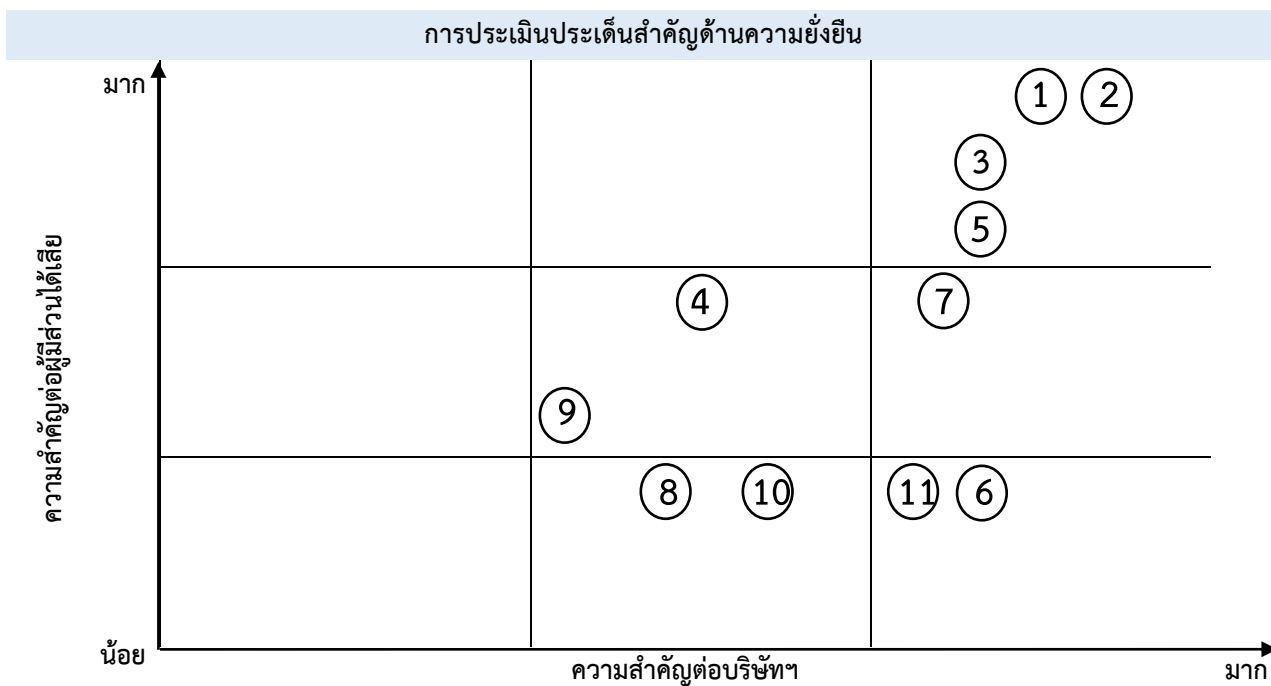 การประเมินประเด็นสำคัญด้านความยั่งยืน
มาก
1 2
3
5
ความสำคัญต่อผู้มีส่วนได้เสีย
4 7
9
8 10 11 6
น้อย
ความสำคัญต่อบริษัทฯ
มาก